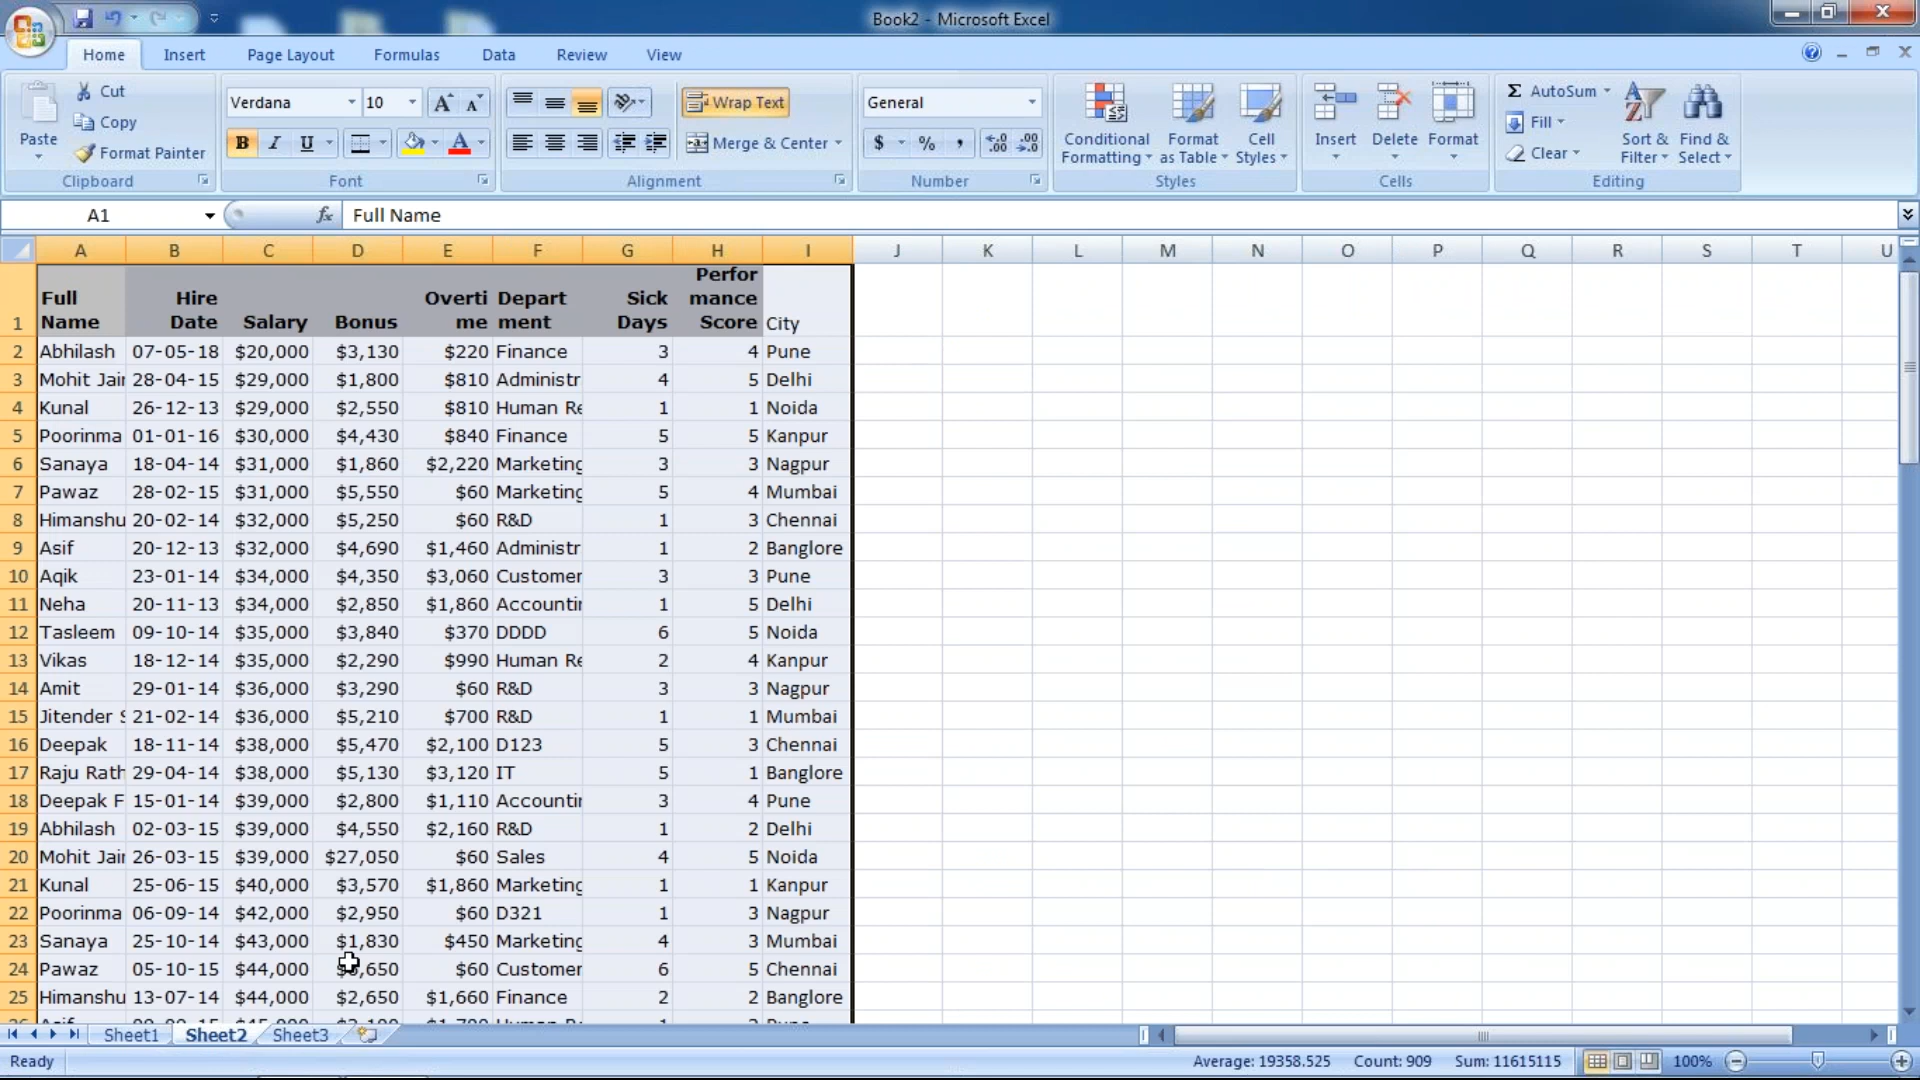 Book2 - Microsoft Excel
Home Insert Page Layout Formulas Data Review View
Paste Cut Copy Format Painter Clipboard
Verdana 10 B I U Font
Wrap Text Merge & Center Alignment
General $ % , Number
Conditional Formatting Format as Table Cell Styles Styles
Insert Delete Format Cells
Σ AutoSum Fill Clear Sort & Filter Find & Select Editing
A1 fx Full Name
A B C D E F G H I J K L M N O P Q R S T U
1 Full Name Hire Date Salary Bonus Overti me Depart ment Sick Days Perfor mance Score City
2 Abhilash 07-05-18 $20,000 $3,130 $220 Finance 3 4 Pune
3 Mohit Jai 28-04-15 $29,000 $1,800 $810 Administr 4 5 Delhi
4 Kunal 26-12-13 $29,000 $2,550 $810 Human Re 1 1 Noida
5 Poorinma 01-01-16 $30,000 $4,430 $840 Finance 5 5 Kanpur
6 Sanaya 18-04-14 $31,000 $1,860 $2,220 Marketing 3 3 Nagpur
7 Pawaz 28-02-15 $31,000 $5,550 $60 Marketing 5 4 Mumbai
8 Himanshu 20-02-14 $32,000 $5,250 $60 R&D 1 3 Chennai
9 Asif 20-12-13 $32,000 $4,690 $1,460 Administr 1 2 Banglore
10 Aqik 23-01-14 $34,000 $4,350 $3,060 Customer 3 3 Pune
11 Neha 20-11-13 $34,000 $2,850 $1,860 Accountin 1 5 Delhi
12 Tasleem 09-10-14 $35,000 $3,840 $370 DDDD 6 5 Noida
13 Vikas 18-12-14 $35,000 $2,290 $990 Human Re 2 4 Kanpur
14 Amit 29-01-14 $36,000 $3,290 $60 R&D 3 3 Nagpur
15 Jitender S 21-02-14 $36,000 $5,210 $700 R&D 1 1 Mumbai
16 Deepak 18-11-14 $38,000 $5,470 $2,100 D123 5 3 Chennai
17 Raju Rath 29-04-14 $38,000 $5,130 $3,120 IT 5 1 Banglore
18 Deepak F 15-01-14 $39,000 $2,800 $1,110 Accountin 3 4 Pune
19 Abhilash 02-03-15 $39,000 $4,550 $2,160 R&D 1 2 Delhi
20 Mohit Jai 26-03-15 $39,000 $27,050 $60 Sales 4 5 Noida
21 Kunal 25-06-15 $40,000 $3,570 $1,860 Marketing 1 1 Kanpur
22 Poorinma 06-09-14 $42,000 $2,950 $60 D321 1 3 Nagpur
23 Sanaya 25-10-14 $43,000 $1,830 $450 Marketing 4 3 Mumbai
24 Pawaz 05-10-15 $44,000 ,650 $60 Customer 6 5 Chennai
25 Himanshu 13-07-14 $44,000 $2,650 $1,660 Finance 2 2 Banglore
Sheet1 Sheet2 Sheet3
Ready Average: 19358.525 Count: 909 Sum: 11615115 100%